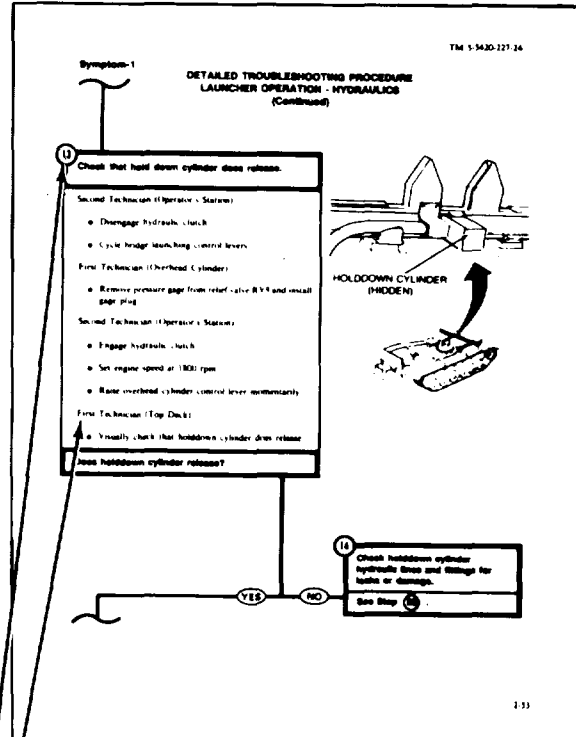 TM 5-5420-227-24
Symptom-1
DETAILED TROUBLESHOOTING PROCEDURE
LAUNCHER OPERATION - HYDRAULICS
(Continued)
Check that hold down cylinder does release.
Second Technician (Operator's Station)
Disengage hydraulic clutch
Cycle bridge launching control levers
First Technician (Overhead Cylinder)
Remove pressure gage from relief valve RV3 and install
gage plug
Second Technician (Operator's Station)
Engage hydraulic clutch
Set engine speed at 1800 rpm
Raise overhead cylinder control lever momentarily
First Technician (Top Deck)
Visually check that holddown cylinder does release
Does holddown cylinder release?
HOLDDOWN CYLINDER
(HIDDEN)
YES
NO
Check holddown cylinder
hydraulic lines and fittings for
leaks or damage.
See Step